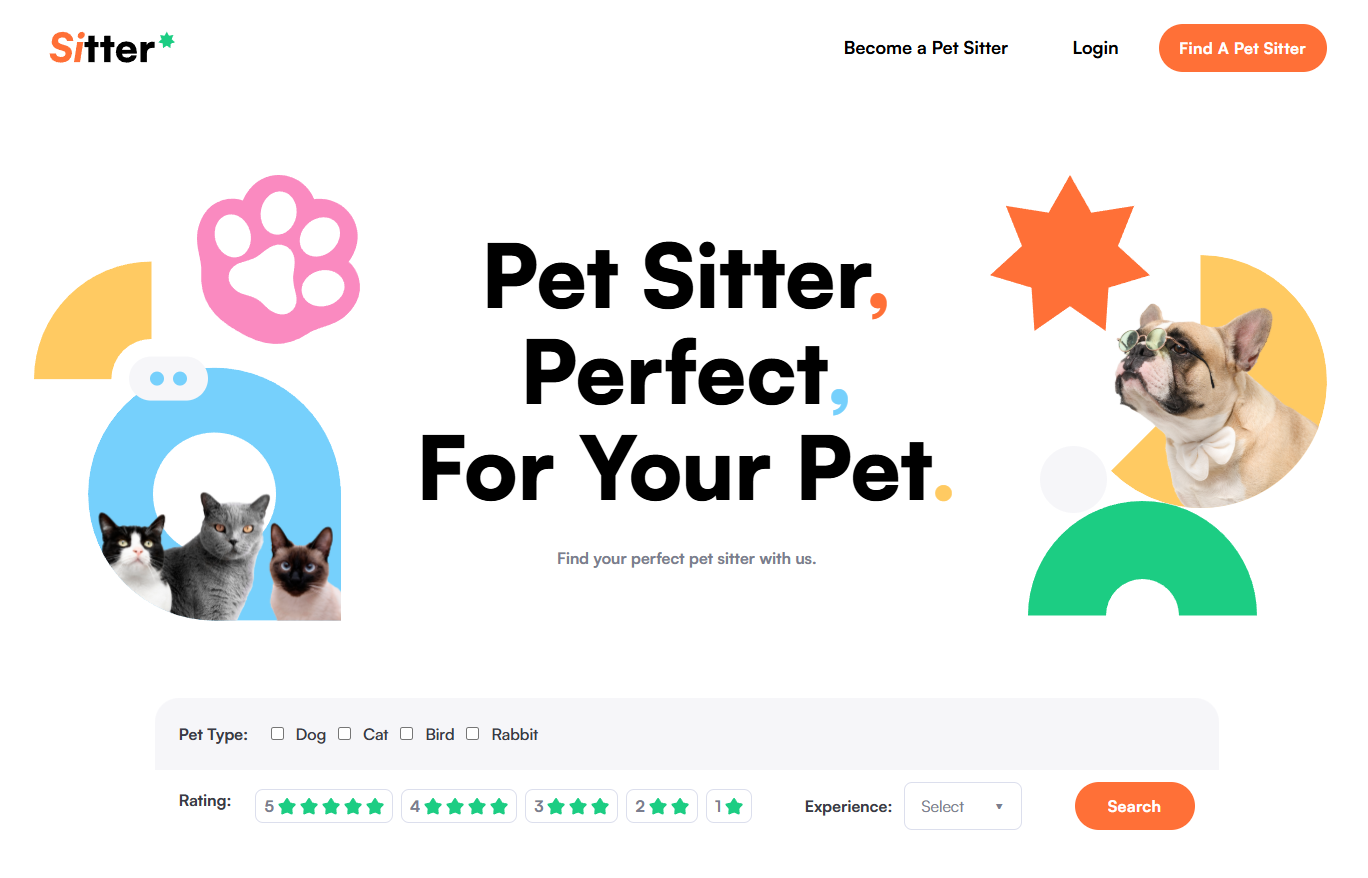 Sitter
Become a Pet Sitter
Login
Find A Pet Sitter
Pet Sitter,
Perfect,
For Your Pet.
Find your perfect pet sitter with us.
Pet Type: Dog Cat Bird Rabbit
Rating: 5 4 3 2 1 Experience: Select Search